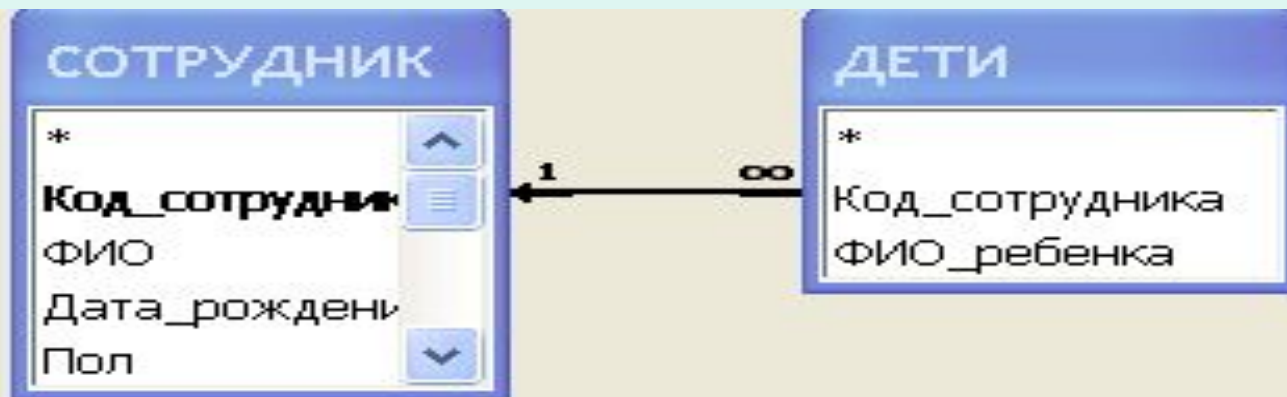 СОТРУДНИК
*
Код_сотрудник
ФИО
Дата_рождени
Пол
1 ∞
ДЕТИ
*
Код_сотрудника
ФИО_ребенка